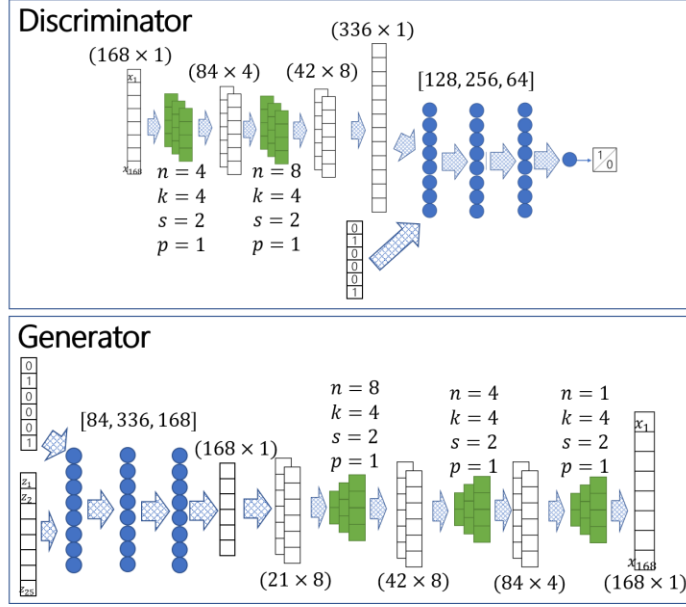 Discriminator
(168 × 1)
(84 × 4)
(42 × 8)
(336 × 1)
[128, 256, 64]
x1
x168
n = 4
k = 4
s = 2
p = 1
n = 8
k = 4
s = 2
p = 1
1/0
0
1
0
0
0
1
Generator
0
1
0
0
0
1
[84, 336, 168]
z1
z2
z25
(168 × 1)
(21 × 8)
n = 8
k = 4
s = 2
p = 1
(42 × 8)
n = 4
k = 4
s = 2
p = 1
(84 × 4)
n = 1
k = 4
s = 2
p = 1
x1
x168
(168 × 1)